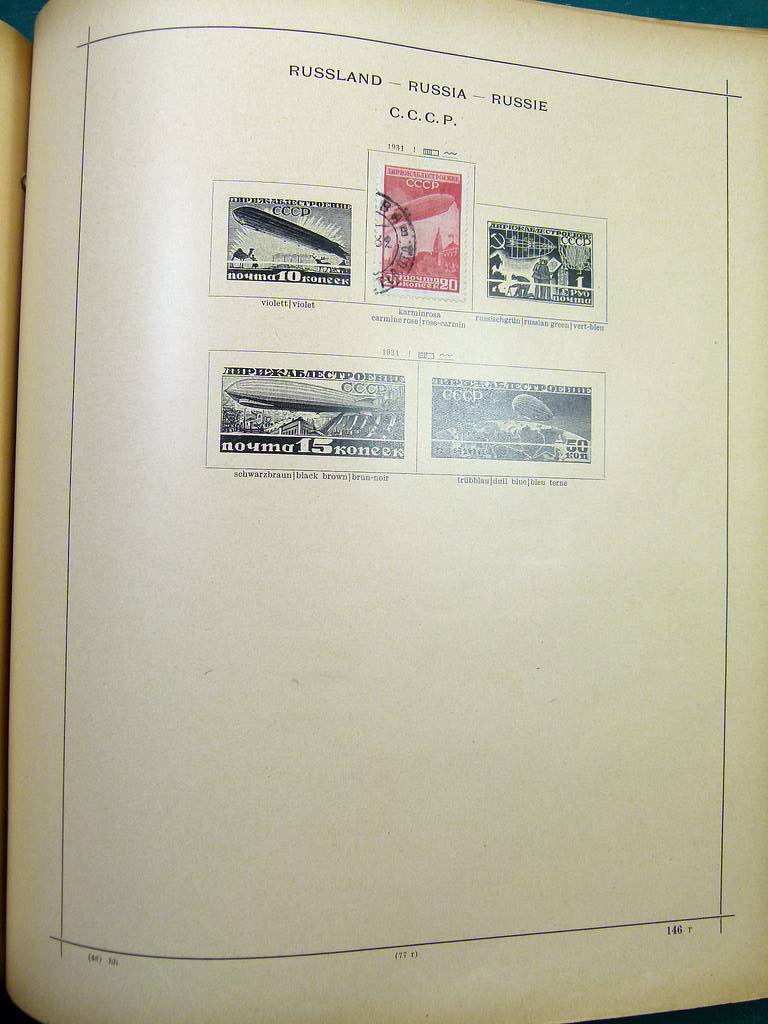 RUSSLAND — RUSSIA — RUSSIE
C.C.C.P.
1931 !
ДИРИЖАБЛЕСТРОЕНИЕ
СССР
почта 10 копеек
violett|violet
ДИРИЖАБЛЕСТРОЕНИЕ
СССР
почта
копеек 20
karminrosa
carmine rose|rose-carmin
ДИРИЖАБЛЕСТРОЕНИЕ
СССР
1
почта
russischgrün|russian green|vert-bleu
1931 !
ДИРИЖАБЛЕСТРОЕНИЕ
СССР
почта 15 копеек
schwarzbraun|black brown|brun-noir
ДИРИЖАБЛЕСТРОЕНИЕ
СССР
50
коп
trübblau|dull blue|bleu terne
146 r
(77 r)